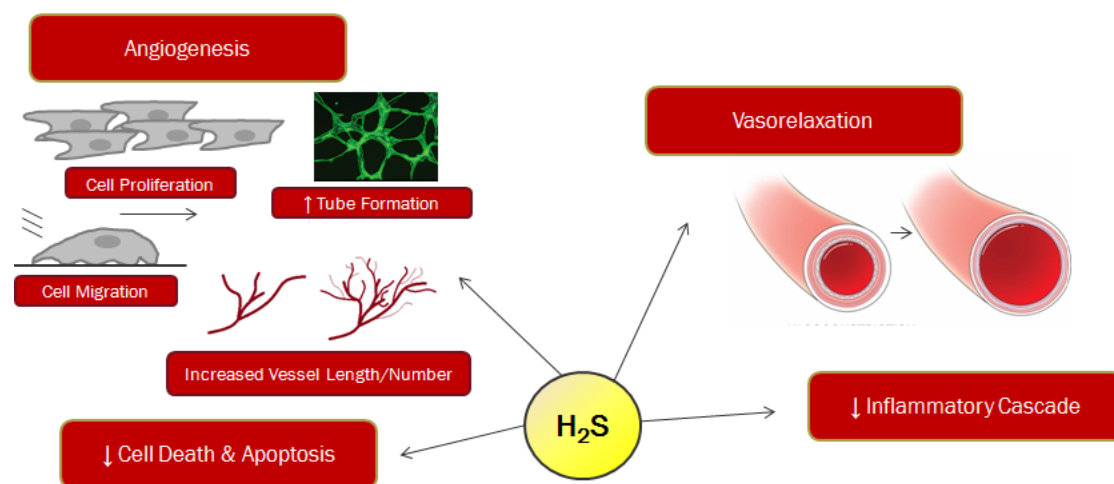 Angiogenesis
Cell Proliferation
↑ Tube Formation
Cell Migration
Increased Vessel Length/Number
↓ Cell Death & Apoptosis
H₂S
Vasorelaxation
↓ Inflammatory Cascade